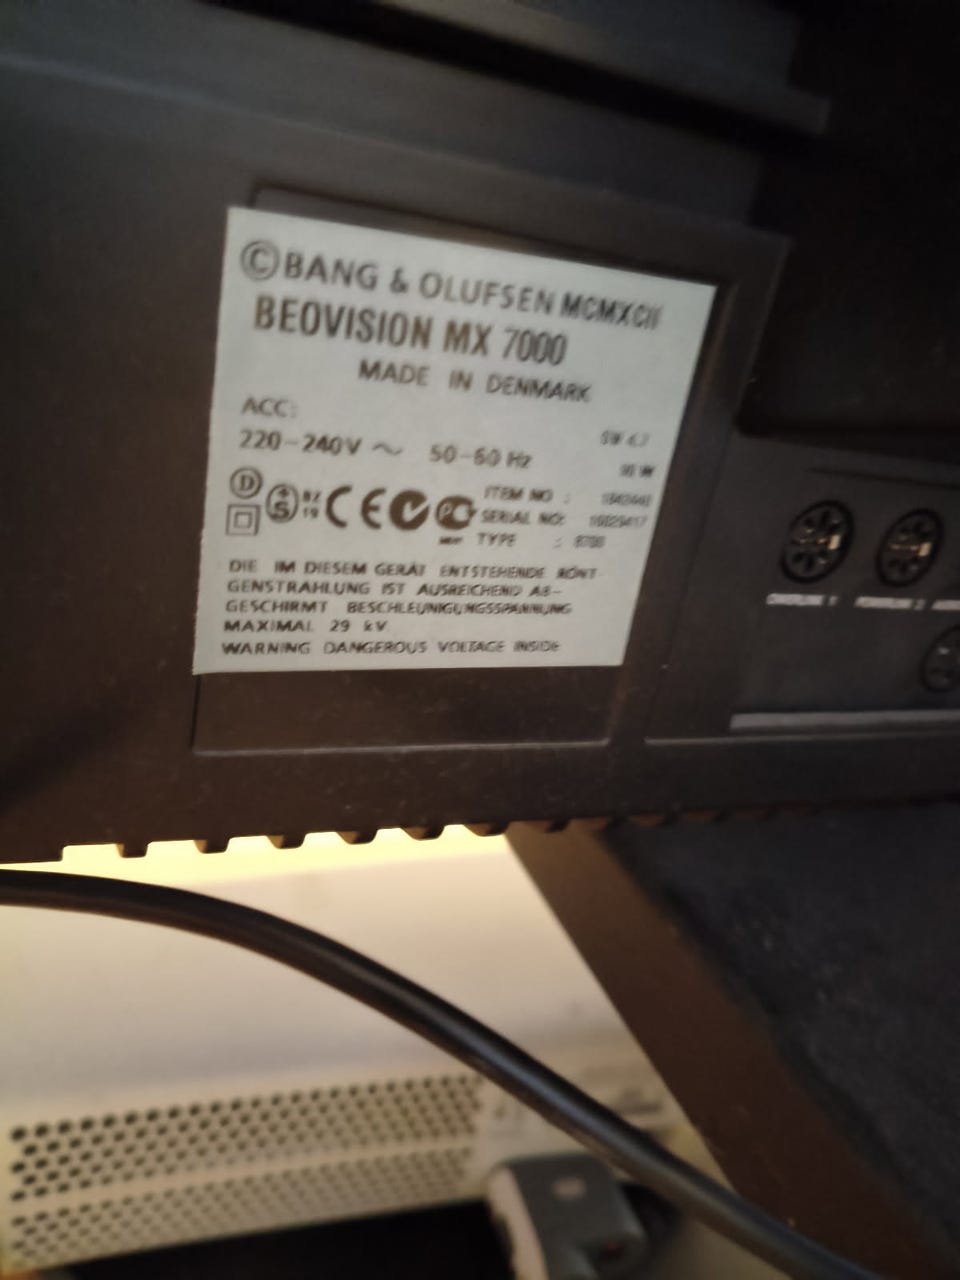 © BANG & OLUFSEN MCMXCII
BEOVISION MX 7000
MADE IN DENMARK
ACC:
220-240V ~ 50-60 Hz
D
S
CE
ITEM NO :
SERIAL NO:
TYPE :
DIE IM DIESEM GERÄT ENTSTEHENDE RÖNT-
GENSTRAHLUNG IST AUSREICHEND AB-
GESCHIRMT BESCHLEUNIGUNGSSPANNUNG
MAXIMAL 29 kV.
WARNING DANGEROUS VOLTAGE INSIDE